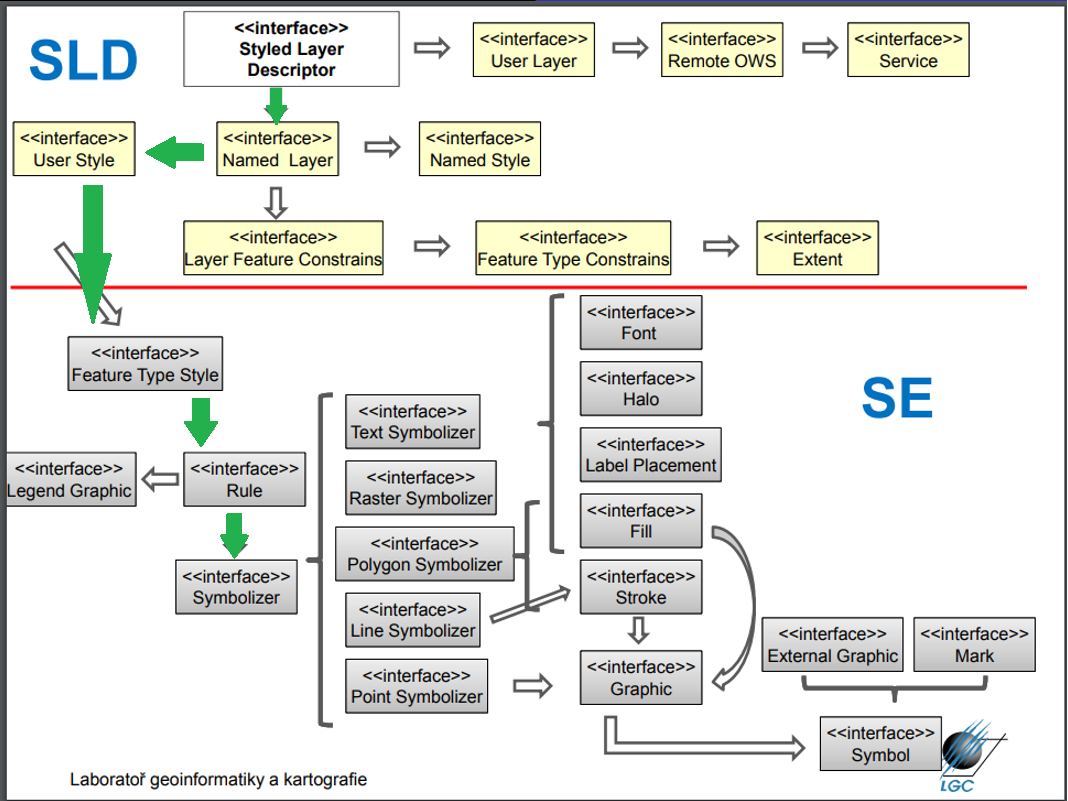 SLD
<<interface>>
Styled Layer
Descriptor
<<interface>>
User Layer
<<interface>>
Remote OWS
<<interface>>
Service
<<interface>>
User Style
<<interface>>
Named Layer
<<interface>>
Named Style
<<interface>>
Layer Feature Constrains
<<interface>>
Feature Type Constrains
<<interface>>
Extent
SE
<<interface>>
Feature Type Style
<<interface>>
Legend Graphic
<<interface>>
Rule
<<interface>>
Symbolizer
<<interface>>
Text Symbolizer
<<interface>>
Raster Symbolizer
<<interface>>
Polygon Symbolizer
<<interface>>
Line Symbolizer
<<interface>>
Point Symbolizer
<<interface>>
Font
<<interface>>
Halo
<<interface>>
Label Placement
<<interface>>
Fill
<<interface>>
Stroke
<<interface>>
Graphic
<<interface>>
External Graphic
<<interface>>
Mark
<<interface>>
Symbol
LGC
Laboratoř geoinformatiky a kartografie